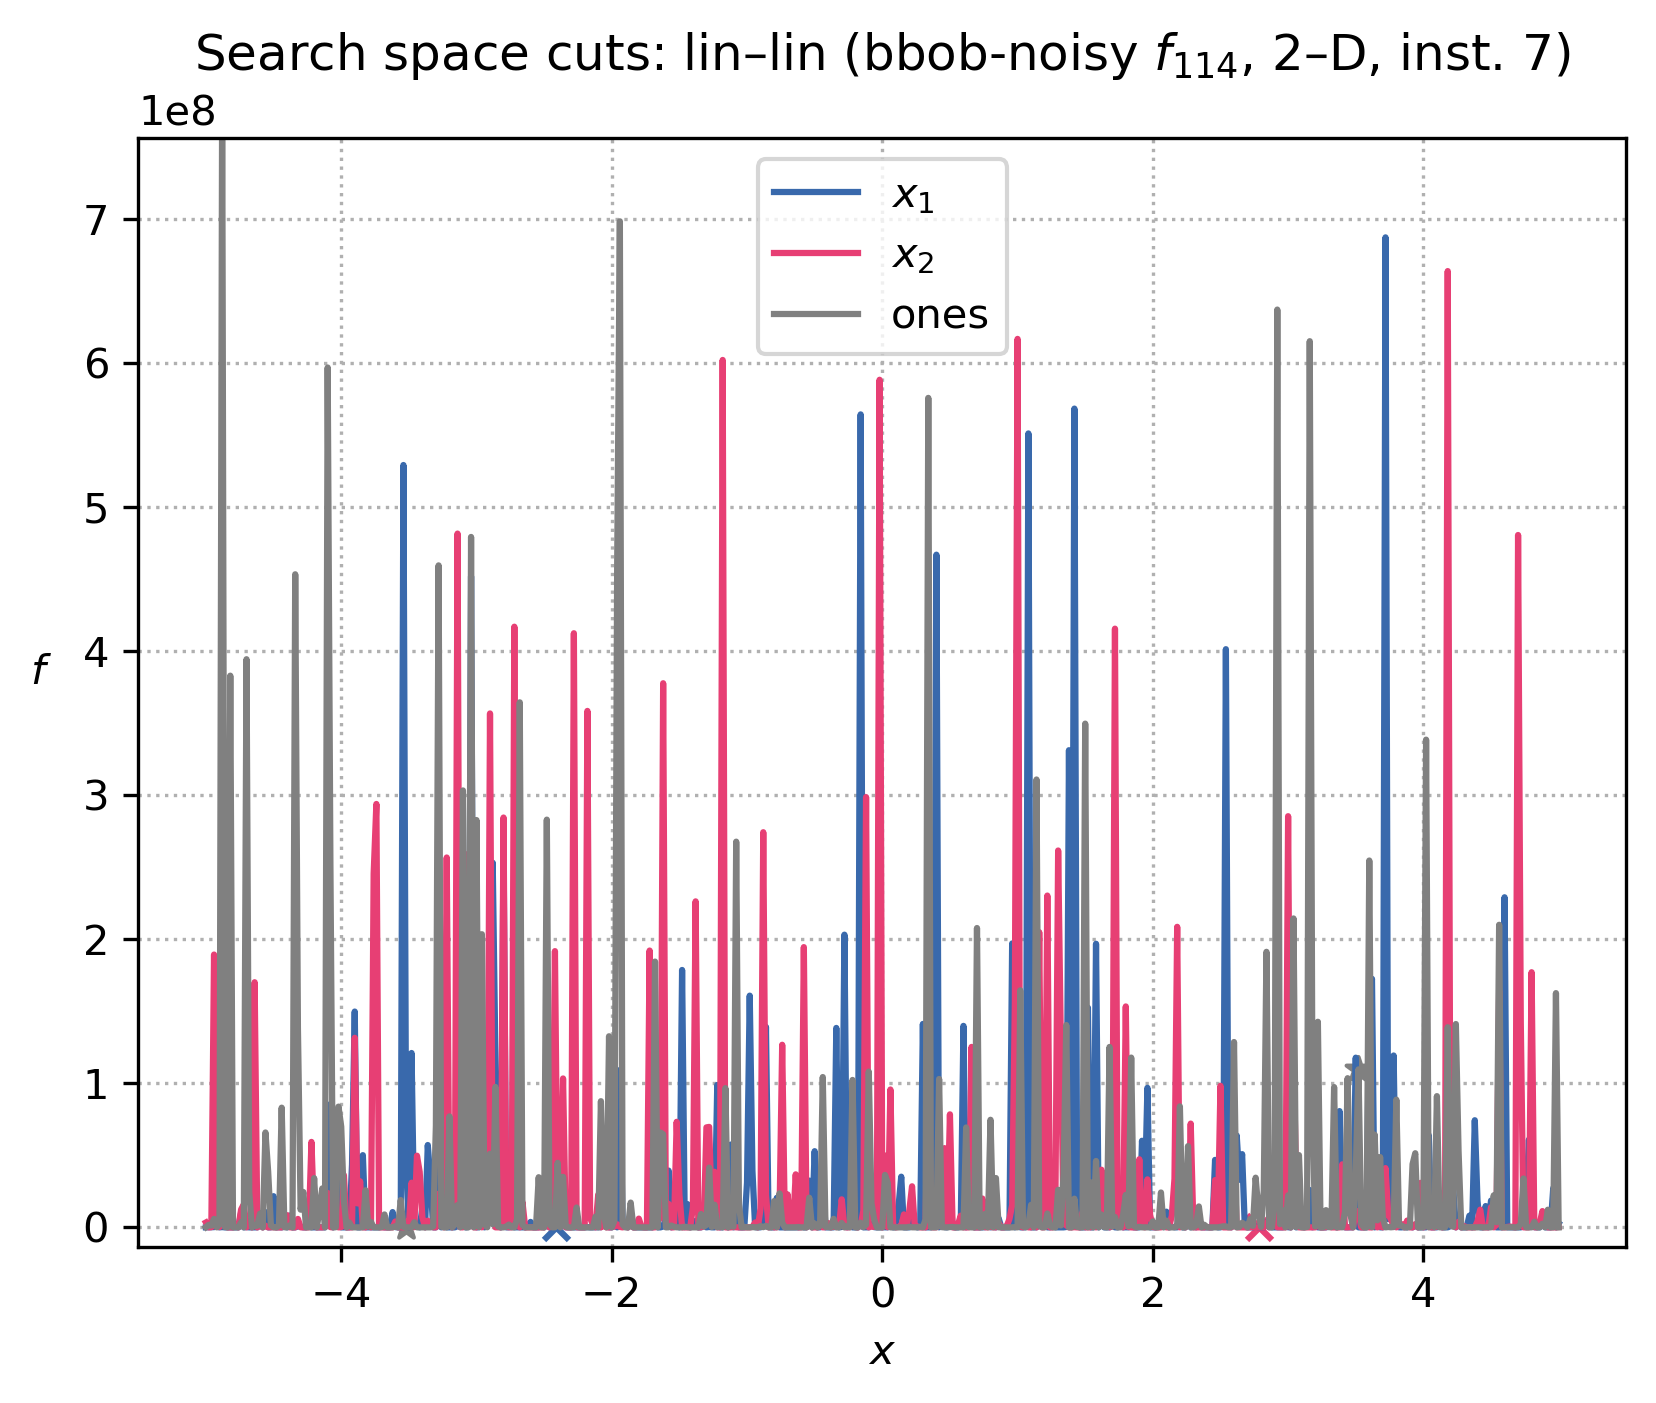 Search space cuts: lin–lin (bbob-noisy f₁₁₄, 2–D, inst. 7)
1e8
x₁
x₂
ones
7
6
5
4
3
2
1
0
f
−4
−2
0
2
4
x